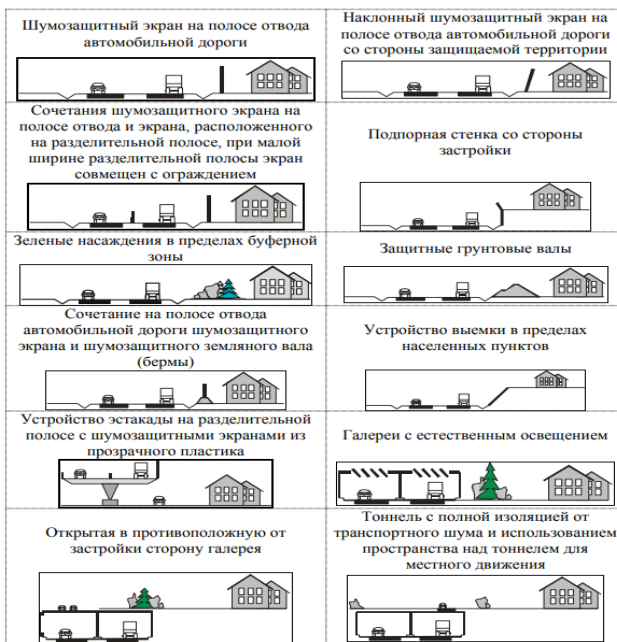 Шумозащитный экран на полосе отвода
автомобильной дороги
Наклонный шумозащитный экран на
полосе отвода автомобильной дороги
со стороны защищаемой территории
Сочетания шумозащитного экрана на
полосе отвода и экрана, расположенного
на разделительной полосе, при малой
ширине разделительной полосы экран
совмещен с ограждением
Подпорная стенка со стороны
застройки
Зеленые насаждения в пределах буферной
зоны
Защитные грунтовые валы
Сочетание на полосе отвода
автомобильной дороги шумозащитного
экрана и шумозащитного земляного вала
(бермы)
Устройство выемки в пределах
населенных пунктов
Устройство эстакады на разделительной
полосе с шумозащитными экранами из
прозрачного пластика
Галереи с естественным освещением
Открытая в противоположную от
застройки сторону галерея
Тоннель с полной изоляцией от
транспортного шума и использованием
пространства над тоннелем для
местного движения